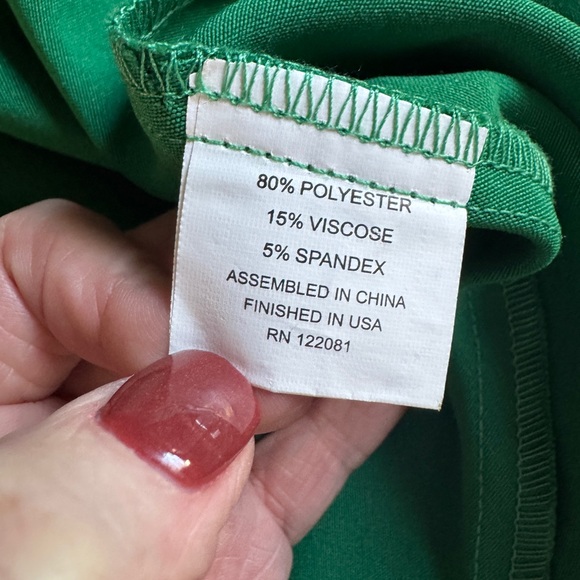 80% POLYESTER
15% VISCOSE
5% SPANDEX
ASSEMBLED IN CHINA
FINISHED IN USA
RN 122081